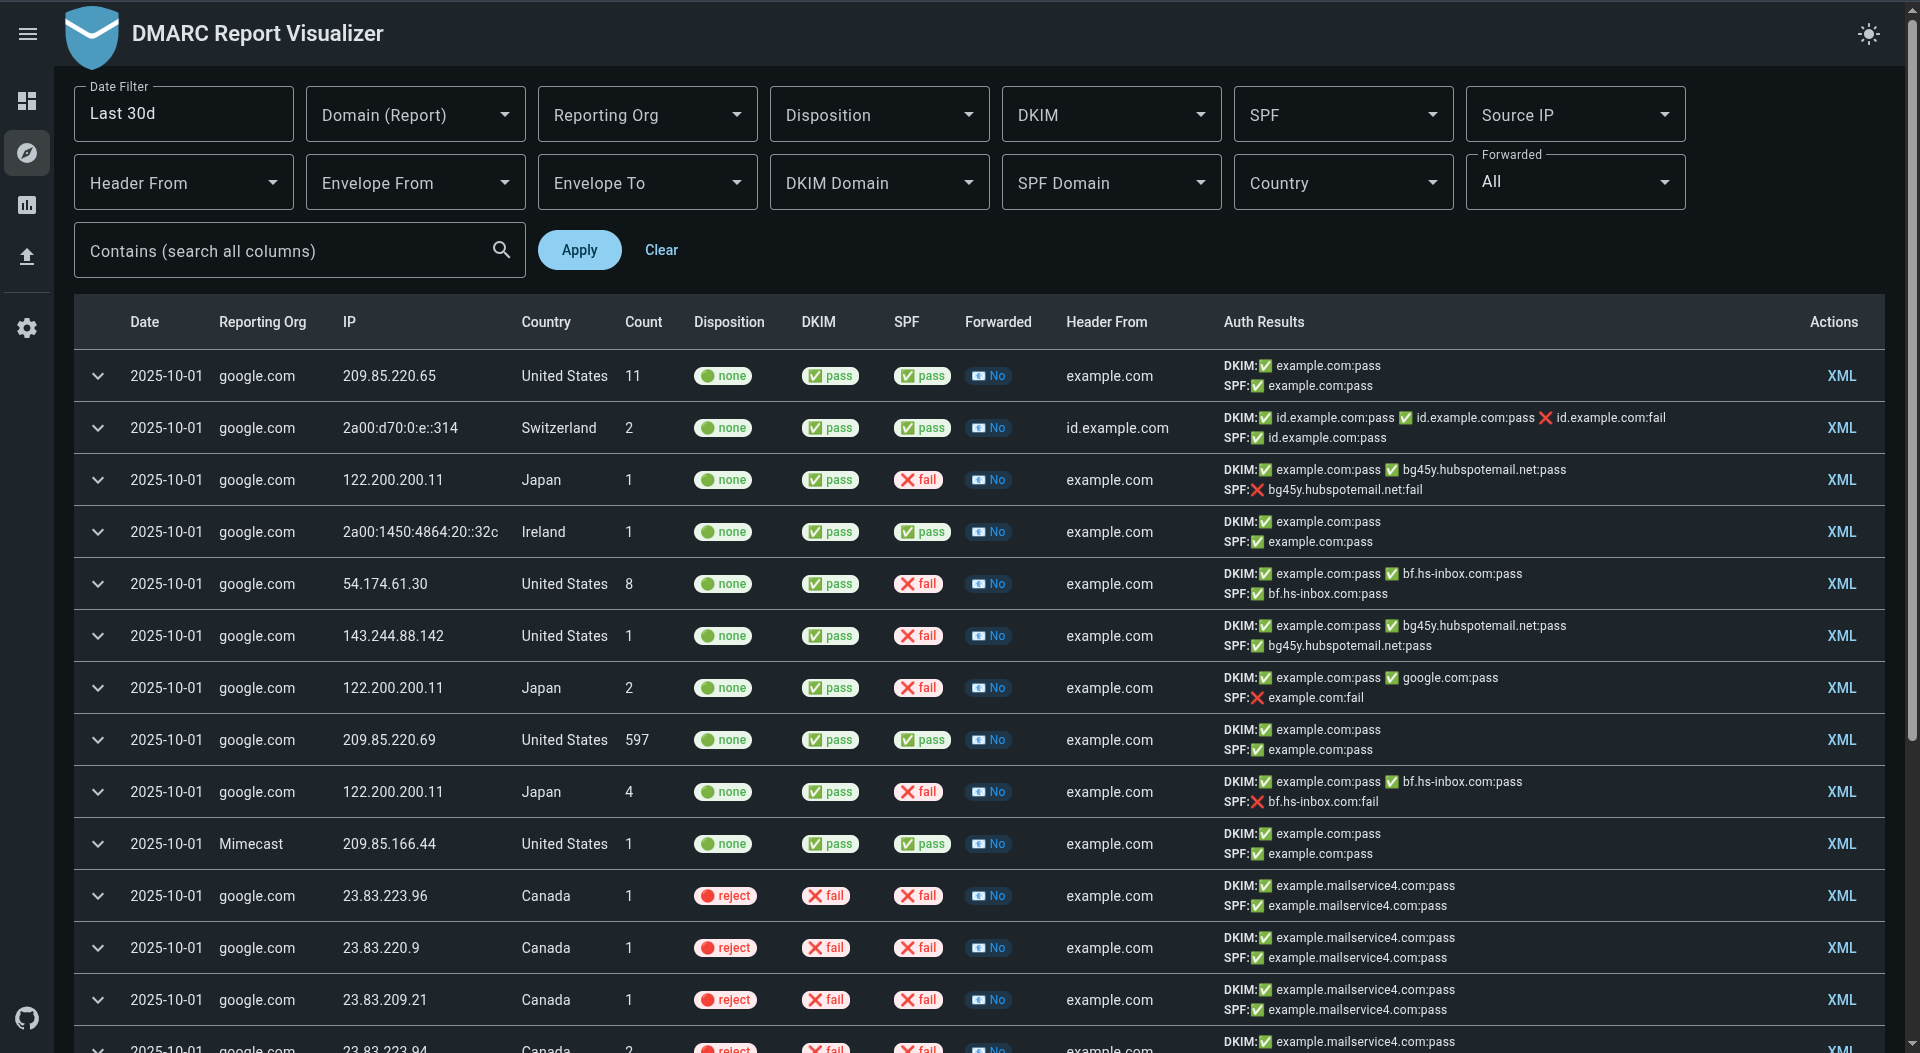 DMARC Report Visualizer
Date Filter
Last 30d
Domain (Report)
Reporting Org
Disposition
DKIM
SPF
Source IP
Header From
Envelope From
Envelope To
DKIM Domain
SPF Domain
Country
Forwarded
All
Contains (search all columns)
Apply
Clear
Date Reporting Org IP Country Count Disposition DKIM SPF Forwarded Header From Auth Results Actions
2025-10-01 google.com 209.85.220.65 United States 11 none pass pass No example.com DKIM: example.com:pass XML
SPF: example.com:pass
2025-10-01 google.com 2a00:d70:0:e::314 Switzerland 2 none pass pass No id.example.com DKIM: id.example.com:pass id.example.com:pass id.example.com:fail XML
SPF: id.example.com:pass
2025-10-01 google.com 122.200.200.11 Japan 1 none pass fail No example.com DKIM: example.com:pass bg45y.hubspotemail.net:pass XML
SPF: bg45y.hubspotemail.net:fail
2025-10-01 google.com 2a00:1450:4864:20::32c Ireland 1 none pass pass No example.com DKIM: example.com:pass XML
SPF: example.com:pass
2025-10-01 google.com 54.174.61.30 United States 8 none pass fail No example.com DKIM: example.com:pass bf.hs-inbox.com:pass XML
SPF: bf.hs-inbox.com:pass
2025-10-01 google.com 143.244.88.142 United States 1 none pass fail No example.com DKIM: example.com:pass bg45y.hubspotemail.net:pass XML
SPF: bg45y.hubspotemail.net:pass
2025-10-01 google.com 122.200.200.11 Japan 2 none pass fail No example.com DKIM: example.com:pass google.com:pass XML
SPF: example.com:fail
2025-10-01 google.com 209.85.220.69 United States 597 none pass pass No example.com DKIM: example.com:pass XML
SPF: example.com:pass
2025-10-01 google.com 122.200.200.11 Japan 4 none pass fail No example.com DKIM: example.com:pass bf.hs-inbox.com:pass XML
SPF: bf.hs-inbox.com:fail
2025-10-01 Mimecast 209.85.166.44 United States 1 none pass pass No example.com DKIM: example.com:pass XML
SPF: example.com:pass
2025-10-01 google.com 23.83.223.96 Canada 1 reject fail fail No example.com DKIM: example.mailservice4.com:pass XML
SPF: example.mailservice4.com:pass
2025-10-01 google.com 23.83.220.9 Canada 1 reject fail fail No example.com DKIM: example.mailservice4.com:pass XML
SPF: example.mailservice4.com:pass
2025-10-01 google.com 23.83.209.21 Canada 1 reject fail fail No example.com DKIM: example.mailservice4.com:pass XML
SPF: example.mailservice4.com:pass
2025-10-01 google.com 23.83.223.94 Canada 2 reject fail fail No example.com DKIM: example.mailservice4.com:pass XML